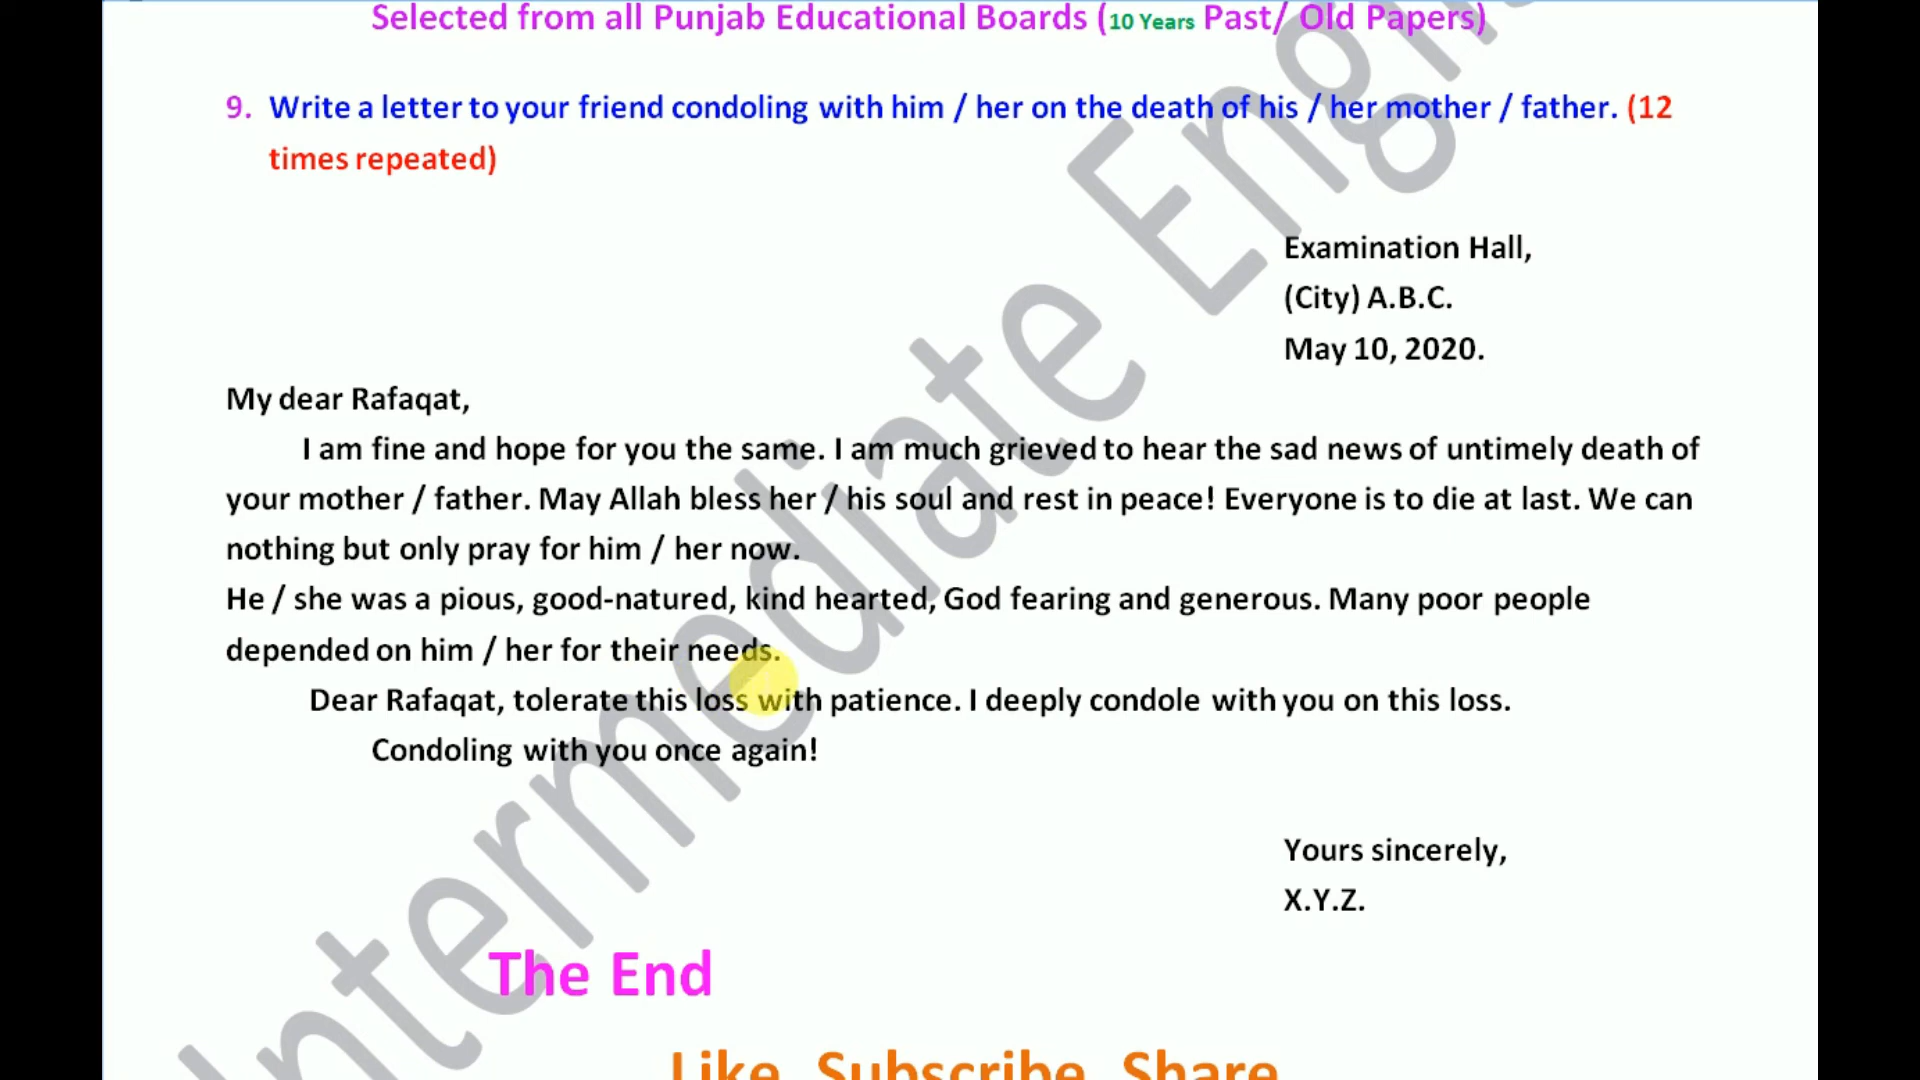 Selected from all Punjab Educational Boards (10 Years Past/ Old Papers)
9. Write a letter to your friend condoling with him / her on the death of his / her mother / father. (12
times repeated)
Examination Hall,
(City) A.B.C.
May 10, 2020.
My dear Rafaqat,
I am fine and hope for you the same. I am much grieved to hear the sad news of untimely death of
your mother / father. May Allah bless her / his soul and rest in peace! Everyone is to die at last. We can
nothing but only pray for him / her now.
He / she was a pious, good-natured, kind hearted, God fearing and generous. Many poor people
depended on him / her for their needs.
Dear Rafaqat, tolerate this loss with patience. I deeply condole with you on this loss.
Condoling with you once again!
Yours sincerely,
X.Y.Z.
The End
Like Subscribe Share
Intermediate Engli